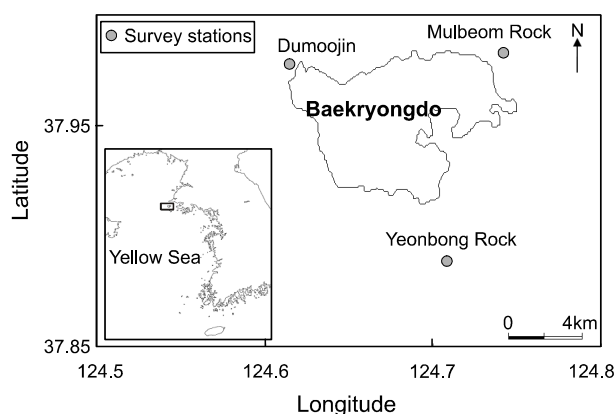 Survey stations
Dumoojin
Mulbeom Rock
N
Baekryongdo
37.95
Latitude
Yellow Sea
Yeonbong Rock
0 4km
37.85
124.5 124.6 124.7 124.8
Longitude